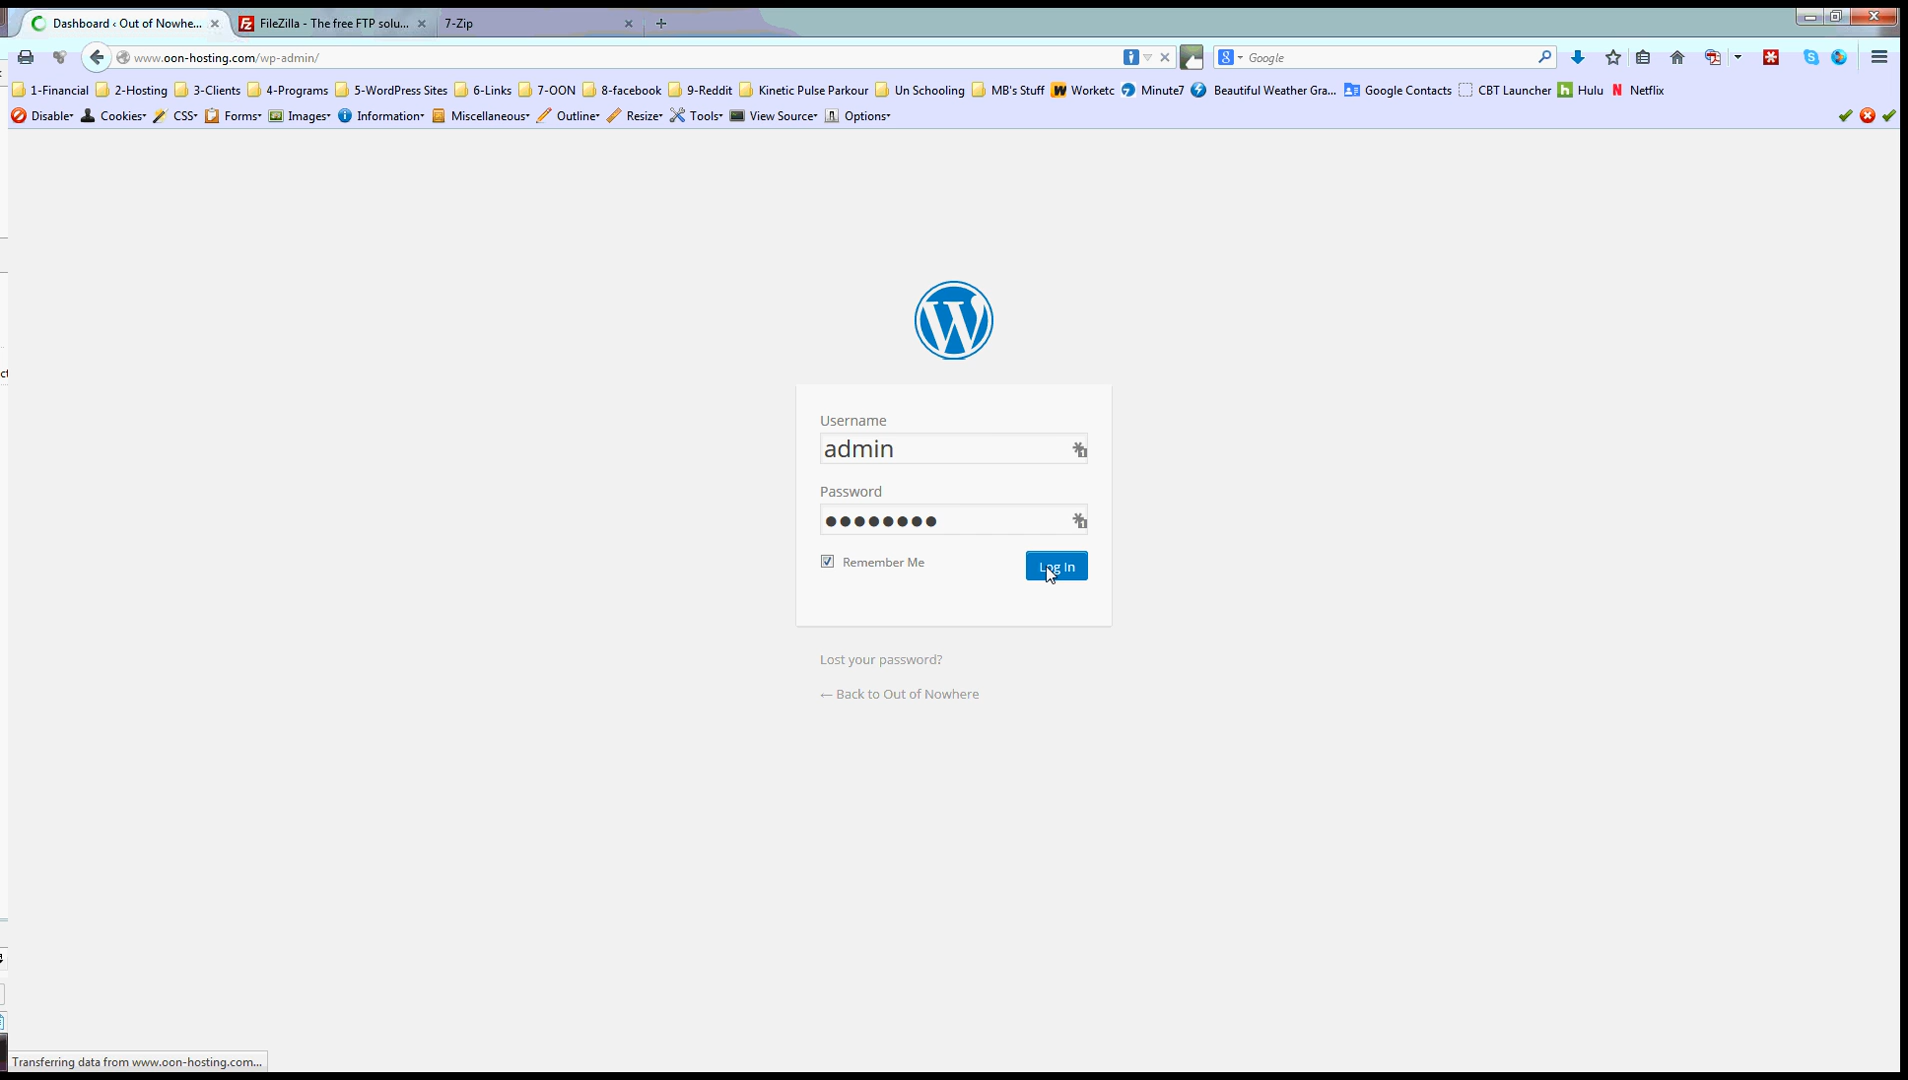 Dashboard ‹ Out of Nowhe...
FileZilla - The free FTP solu...
7-Zip
www.oon-hosting.com/wp-admin/
Google
1-Financial 2-Hosting 3-Clients 4-Programs 5-WordPress Sites 6-Links 7-OON 8-facebook 9-Reddit Kinetic Pulse Parkour Un Schooling MB's Stuff Worketc Minute7 Beautiful Weather Gra... Google Contacts CBT Launcher Hulu Netflix
Disable Cookies CSS Forms Images Information Miscellaneous Outline Resize Tools View Source Options
Username
admin
Password
Remember Me
Log In
Lost your password?
← Back to Out of Nowhere
Transferring data from www.oon-hosting.com...